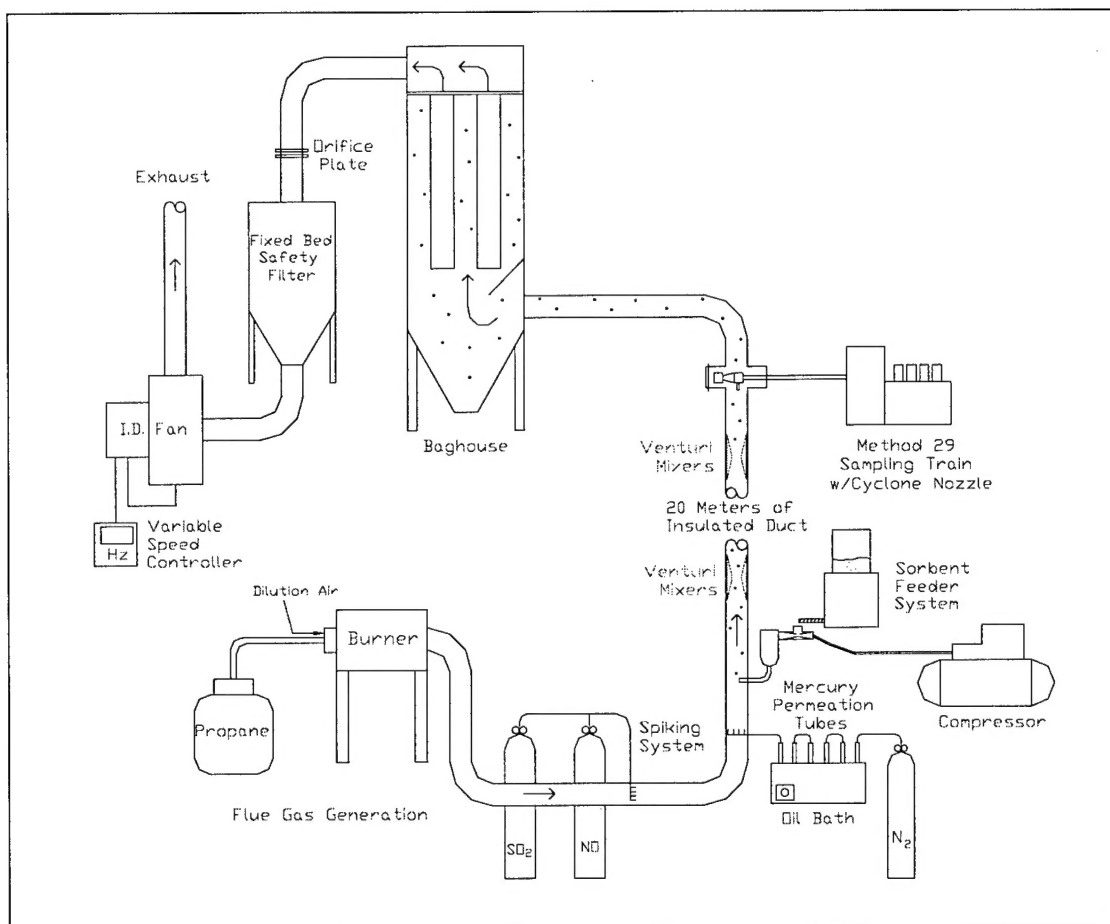 Orifice
Plate
Exhaust
Fixed Bed
Safety
Filter
I.D. Fan
Baghouse
Venturi
Mixers
Method 29
Sampling Train
w/Cyclone Nozzle
20 Meters of
Insulated Duct
Variable
Speed
Controller
Hz
Venturi
Mixers
Sorbent
Feeder
System
Dilution Air
Burner
Propane
Mercury
Permeation
Tubes
Compressor
Spiking
System
Flue Gas Generation
Oil Bath
SO₂
NO
N₂